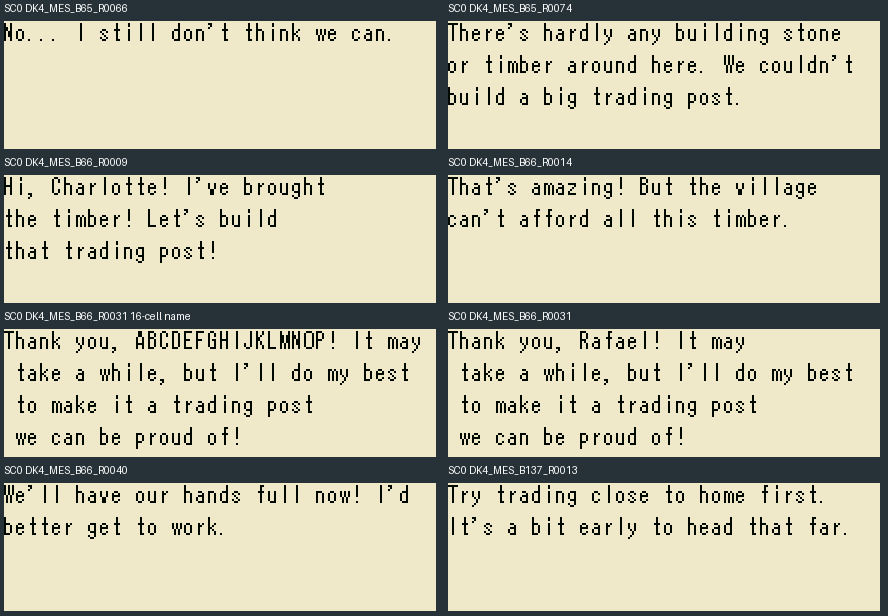 SC0 DK4_MES_B65_R0066
No... I still don't think we can.
SC0 DK4_MES_B65_R0074
There's hardly any building stone
or timber around here. We couldn't
build a big trading post.
SC0 DK4_MES_B66_R0009
Hi, Charlotte! I've brought
the timber! Let's build
that trading post!
SC0 DK4_MES_B66_R0014
That's amazing! But the village
can't afford all this timber.
SC0 DK4_MES_B66_R0031 16-cell name
Thank you, ABCDEFGHIJKLMNOP! It may
take a while, but I'll do my best
to make it a trading post
we can be proud of!
SC0 DK4_MES_B66_R0031
Thank you, Rafael! It may
take a while, but I'll do my best
to make it a trading post
we can be proud of!
SC0 DK4_MES_B66_R0040
We'll have our hands full now! I'd
better get to work.
SC0 DK4_MES_B137_R0013
Try trading close to home first.
It's a bit early to head that far.